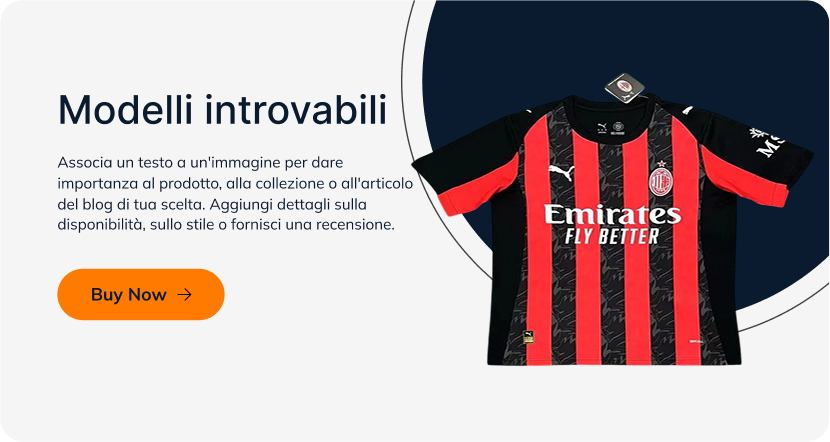 Modelli introvabili
Associa un testo a un'immagine per dare
importanza al prodotto, alla collezione o all'articolo
del blog di tua scelta. Aggiungi dettagli sulla
disponibilità, sullo stile o fornisci una recensione.
Buy Now
Emirates
FLY BETTER